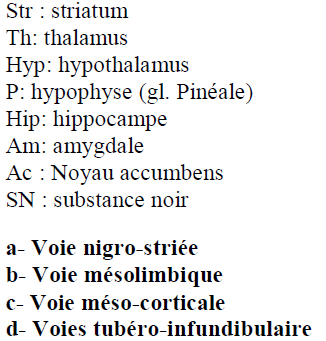 Str : striatum
Th: thalamus
Hyp: hypothalamus
P: hypophyse (gl. Pinéale)
Hip: hippocampe
Am: amygdale
Ac : Noyau accumbens
SN : substance noir
a- Voie nigro-striée
b- Voie mésolimbique
c- Voie méso-corticale
d- Voies tubéro-infundibulaire